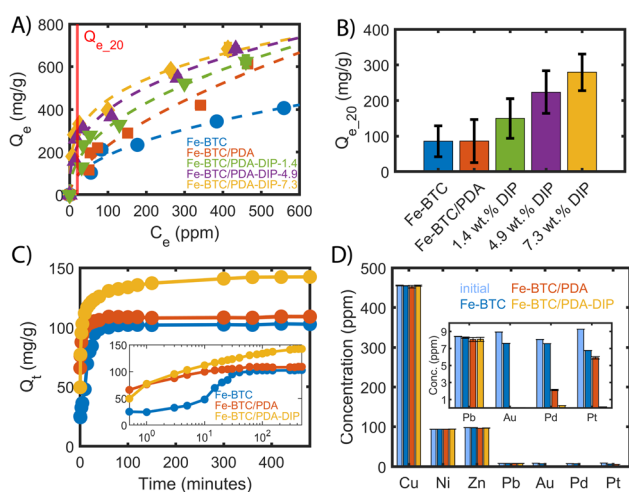 A)
Q_e_20
Q_e (mg/g)
800
600
400
200
0
0 100 200 300 400 500 600
C_e (ppm)
Fe-BTC
Fe-BTC/PDA
Fe-BTC/PDA-DIP-1.4
Fe-BTC/PDA-DIP-4.9
Fe-BTC/PDA-DIP-7.3
B)
Q_e_20 (mg/g)
400
300
200
100
0
Fe-BTC
Fe-BTC/PDA
1.4 wt.% DIP
4.9 wt.% DIP
7.3 wt.% DIP
C)
Q_t (mg/g)
150
100
50
0
0 100 200 300 400
Time (minutes)
150
100
50
0
10^0 10^1 10^2
Fe-BTC
Fe-BTC/PDA
Fe-BTC/PDA-DIP
D)
Concentration (ppm)
500
400
300
200
100
0
Cu Ni Zn Pb Au Pd Pt
initial Fe-BTC/PDA
Fe-BTC Fe-BTC/PDA-DIP
Conc. (ppm)
9
7
5
3
1
Pb Au Pd Pt